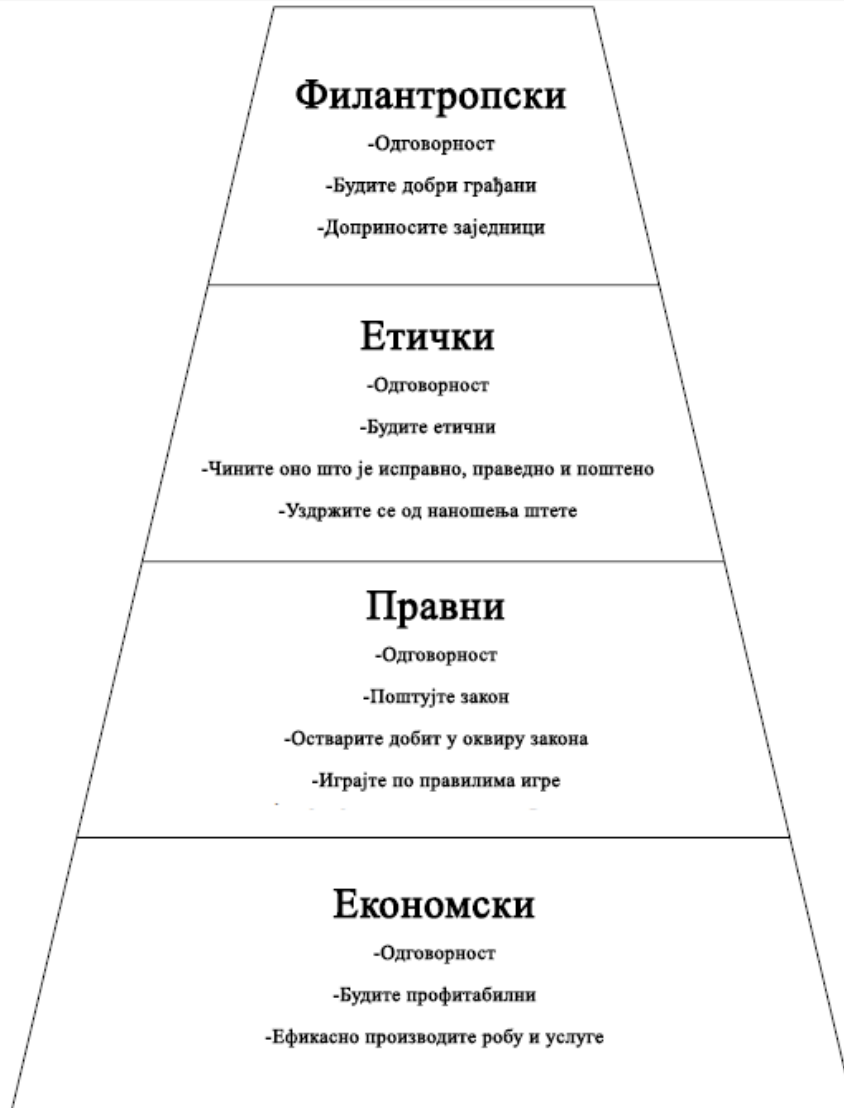 Филантропски
-Одговорност
-Будите добри грађани
-Доприносите заједници
Етички
-Одговорност
-Будите етични
-Чините оно што је исправно, праведно и поштено
-Уздржите се од наношења штете
Правни
-Одговорност
-Поштујте закон
-Остварите добит у оквиру закона
-Играјте по правилима игре
Економски
-Одговорност
-Будите профитабилни
-Ефикасно производите робу и услуге